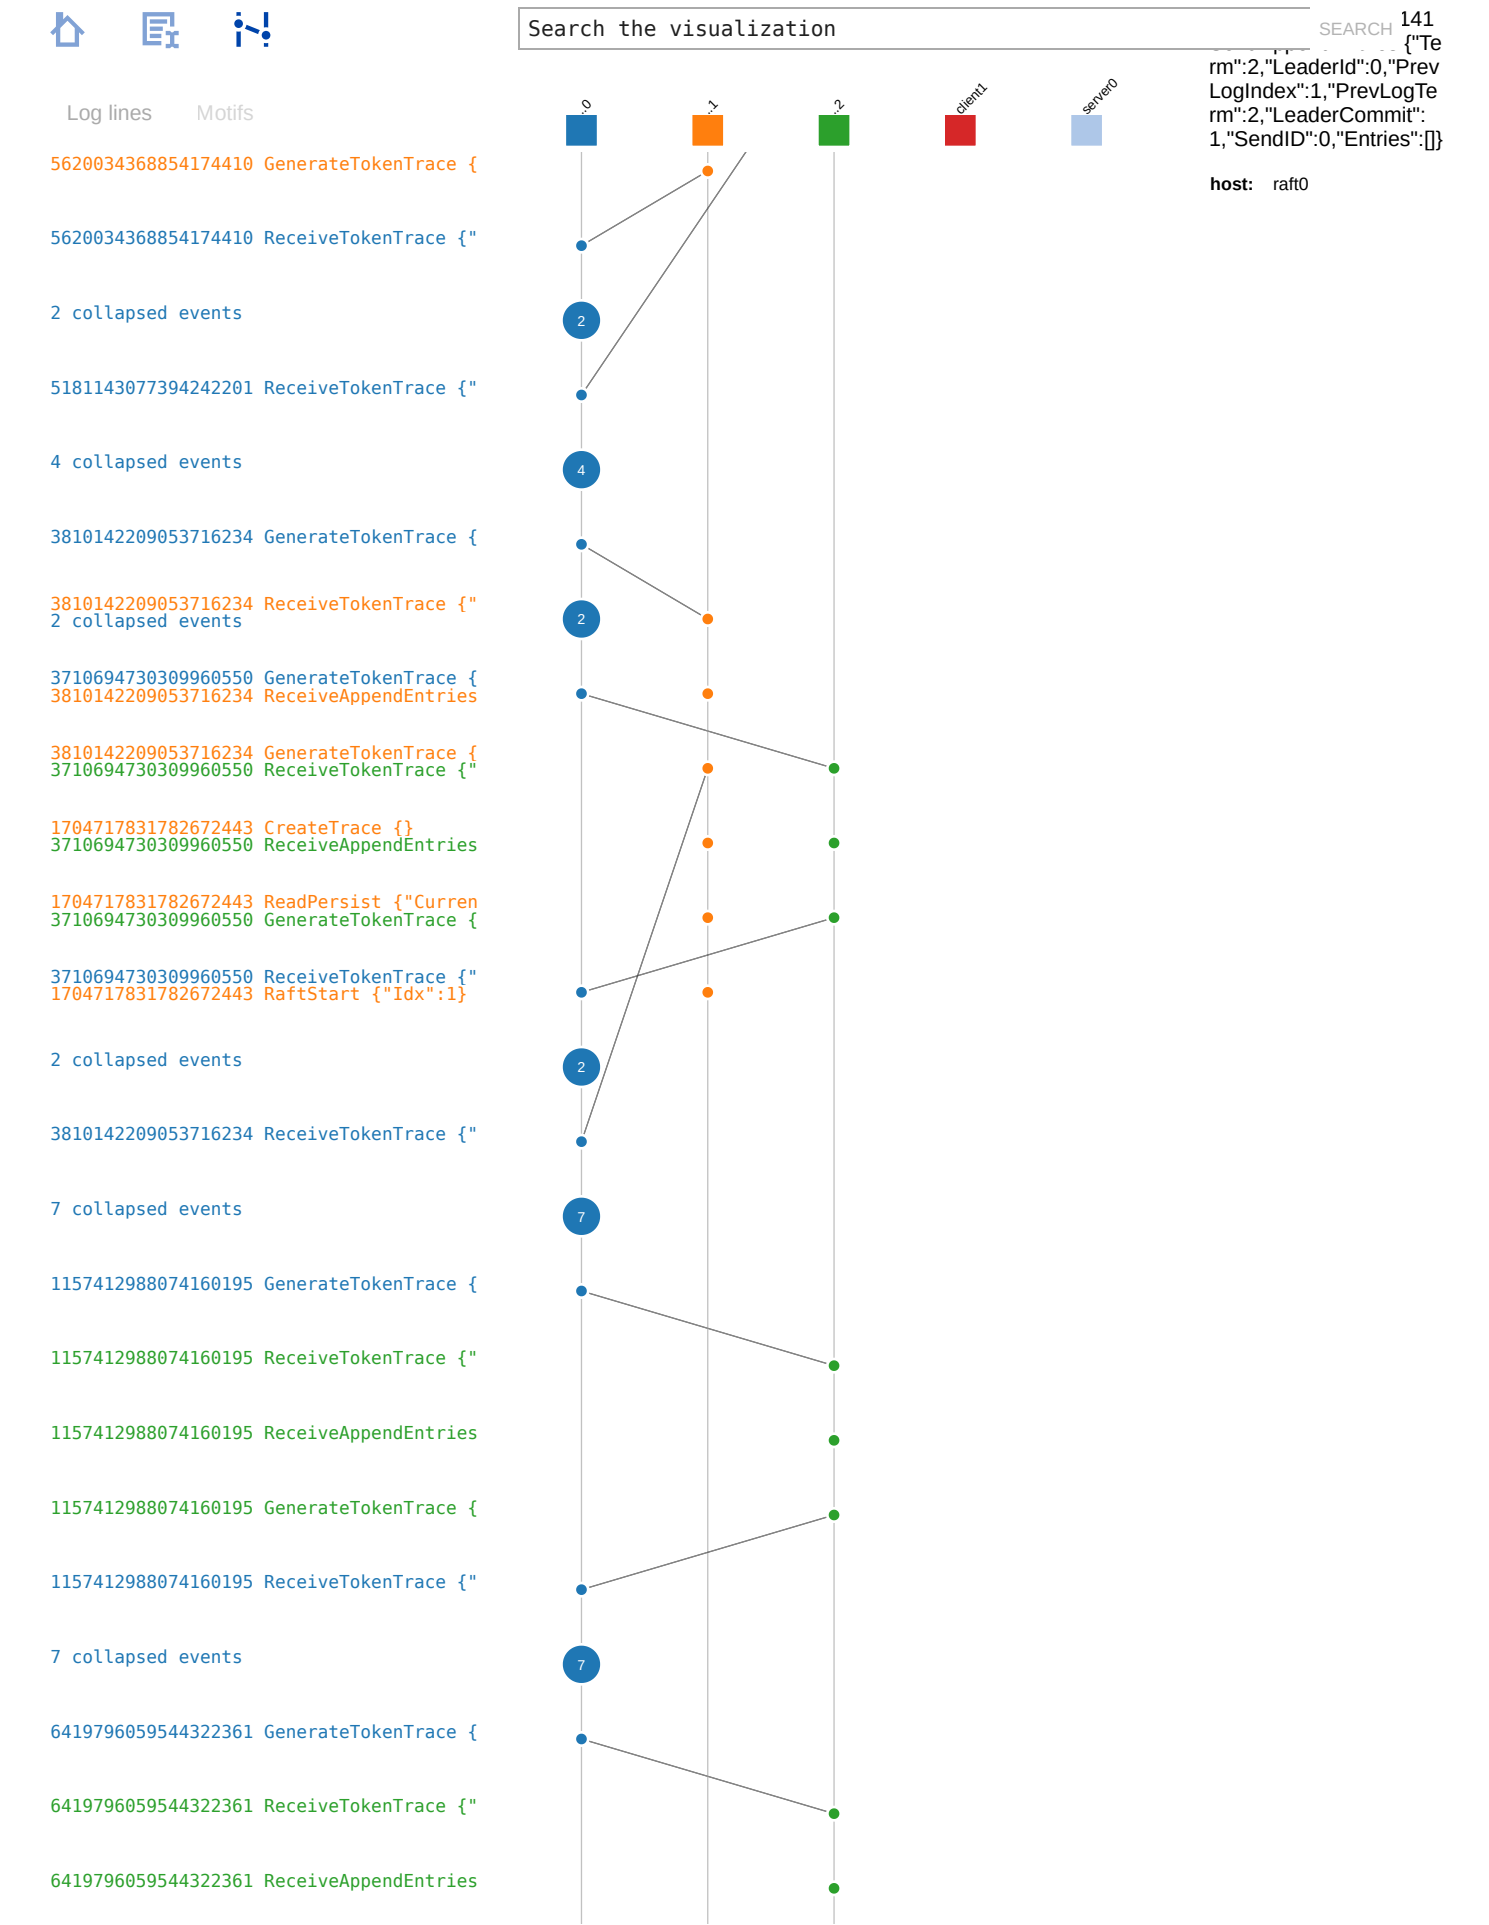 Search the visualization
SEARCH
141
{"Te
rm":2,"LeaderId":0,"Prev
LogIndex":1,"PrevLogTe
rm":2,"LeaderCommit":
1,"SendID":0,"Entries":[]}
host: raft0
Log lines Motifs
..0 ..1 ..2 client1 server0
5620034368854174410 GenerateTokenTrace {
5620034368854174410 ReceiveTokenTrace {"
2 collapsed events
2
5181143077394242201 ReceiveTokenTrace {"
4 collapsed events
4
3810142209053716234 GenerateTokenTrace {
3810142209053716234 ReceiveTokenTrace {"
2 collapsed events
2
3710694730309960550 GenerateTokenTrace {
3810142209053716234 ReceiveAppendEntries
3810142209053716234 GenerateTokenTrace {
3710694730309960550 ReceiveTokenTrace {"
1704717831782672443 CreateTrace {}
3710694730309960550 ReceiveAppendEntries
1704717831782672443 ReadPersist {"Curren
3710694730309960550 GenerateTokenTrace {
3710694730309960550 ReceiveTokenTrace {"
1704717831782672443 RaftStart {"Idx":1}
2 collapsed events
2
3810142209053716234 ReceiveTokenTrace {"
7 collapsed events
7
1157412988074160195 GenerateTokenTrace {
1157412988074160195 ReceiveTokenTrace {"
1157412988074160195 ReceiveAppendEntries
1157412988074160195 GenerateTokenTrace {
1157412988074160195 ReceiveTokenTrace {"
7 collapsed events
7
6419796059544322361 GenerateTokenTrace {
6419796059544322361 ReceiveTokenTrace {"
6419796059544322361 ReceiveAppendEntries